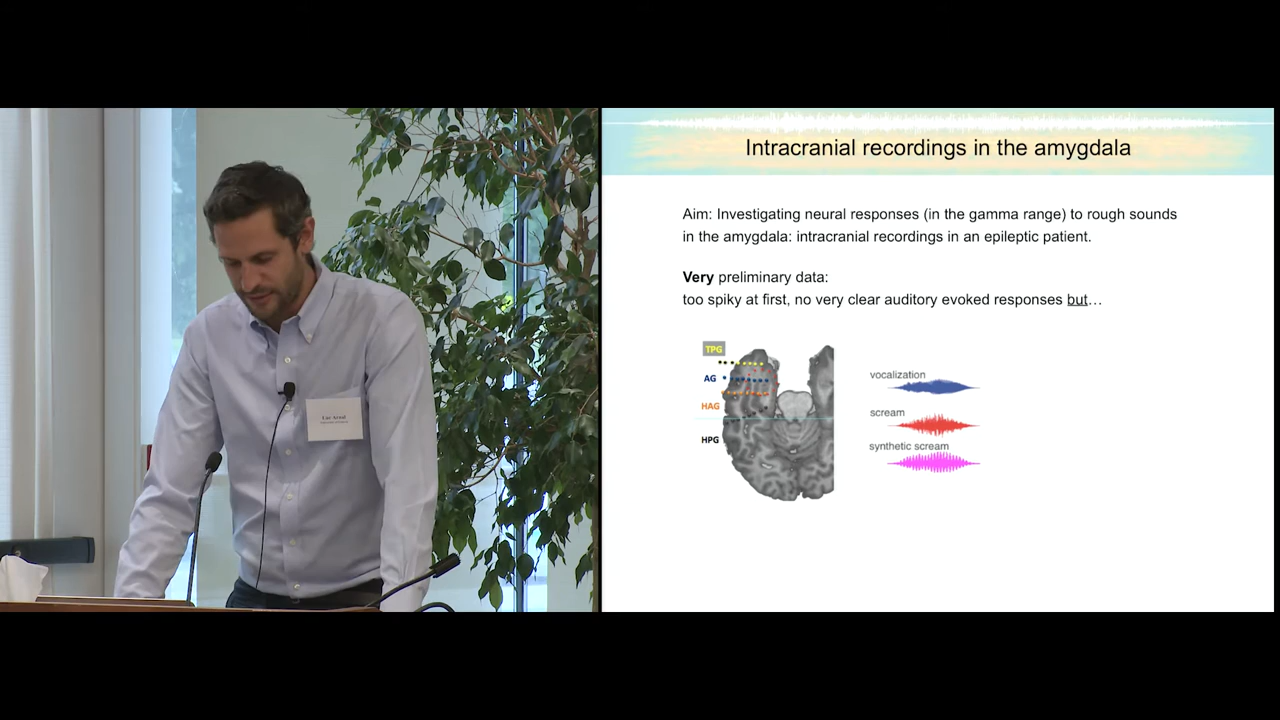 Intracranial recordings in the amygdala
Aim: Investigating neural responses (in the gamma range) to rough sounds
in the amygdala: intracranial recordings in an epileptic patient.
Very preliminary data:
too spiky at first, no very clear auditory evoked responses but…
TPG
AG
HAG
HPG
vocalization
scream
synthetic scream
Luc Arnal